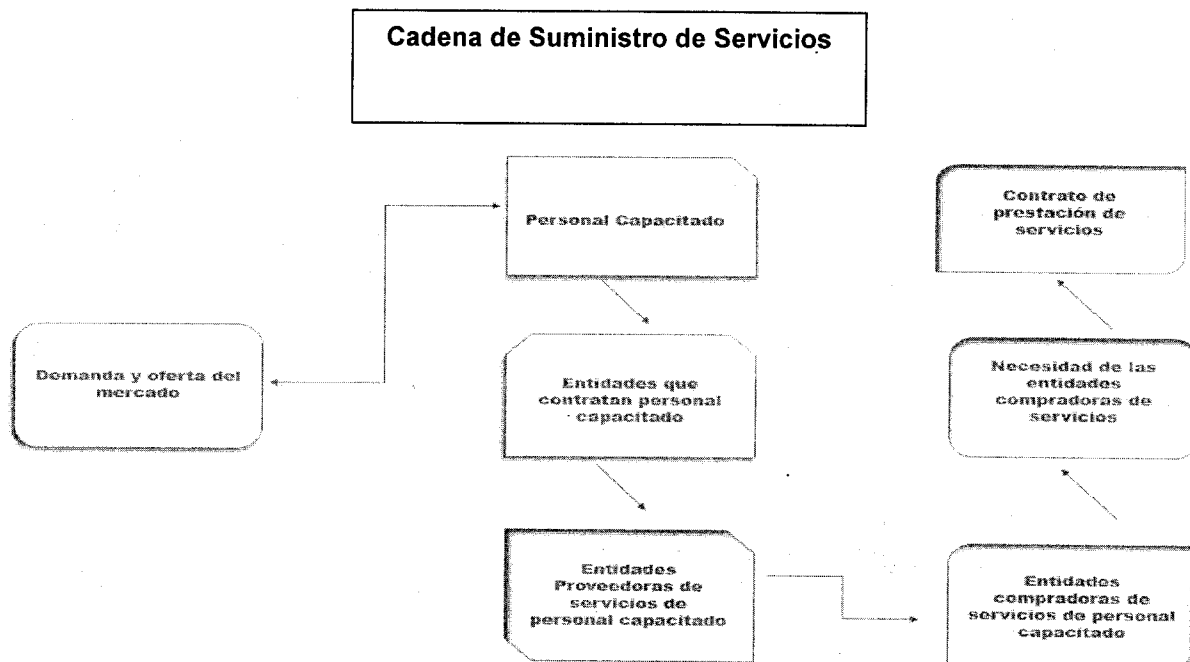 Cadena de Suministro de Servicios
Personal Capacitado
Contrato de
prestación de
servicios
Demanda y oferta del
mercado
Entidades que
contratan personal
capacitado
Necesidad de las
entidades
compradoras de
servicios
Entidades
Proveedoras de
servicios de
personal capacitado
Entidades
compradoras de
servicios de personal
capacitado